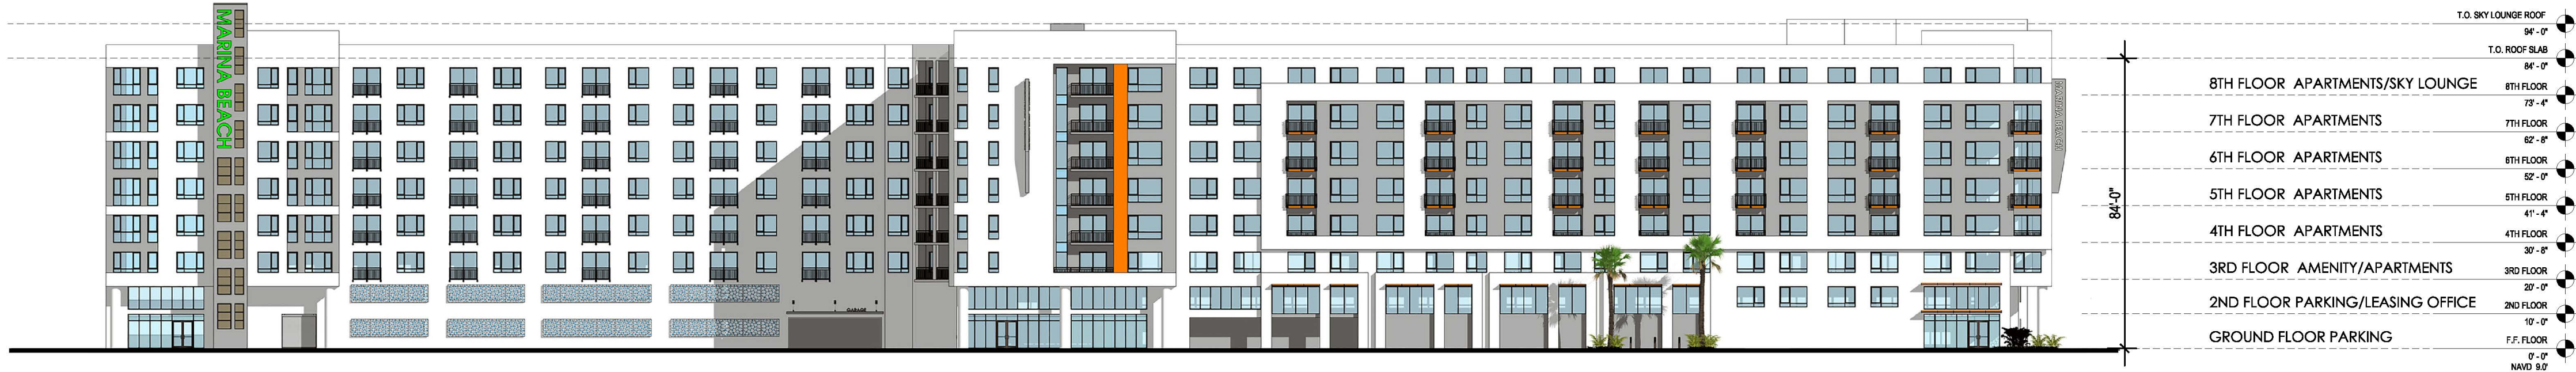 MARINA BEACH
GARAGE
MARINA BEACH
84'-0"
T.O. SKY LOUNGE ROOF
94' - 0"
T.O. ROOF SLAB
84' - 0"
8TH FLOOR APARTMENTS/SKY LOUNGE
8TH FLOOR
73' - 4"
7TH FLOOR APARTMENTS
7TH FLOOR
62' - 8"
6TH FLOOR APARTMENTS
6TH FLOOR
52' - 0"
5TH FLOOR APARTMENTS
5TH FLOOR
41' - 4"
4TH FLOOR APARTMENTS
4TH FLOOR
30' - 8"
3RD FLOOR AMENITY/APARTMENTS
3RD FLOOR
20' - 0"
2ND FLOOR PARKING/LEASING OFFICE
2ND FLOOR
10' - 0"
GROUND FLOOR PARKING
F.F. FLOOR
0' - 0"
NAVD 9.0'